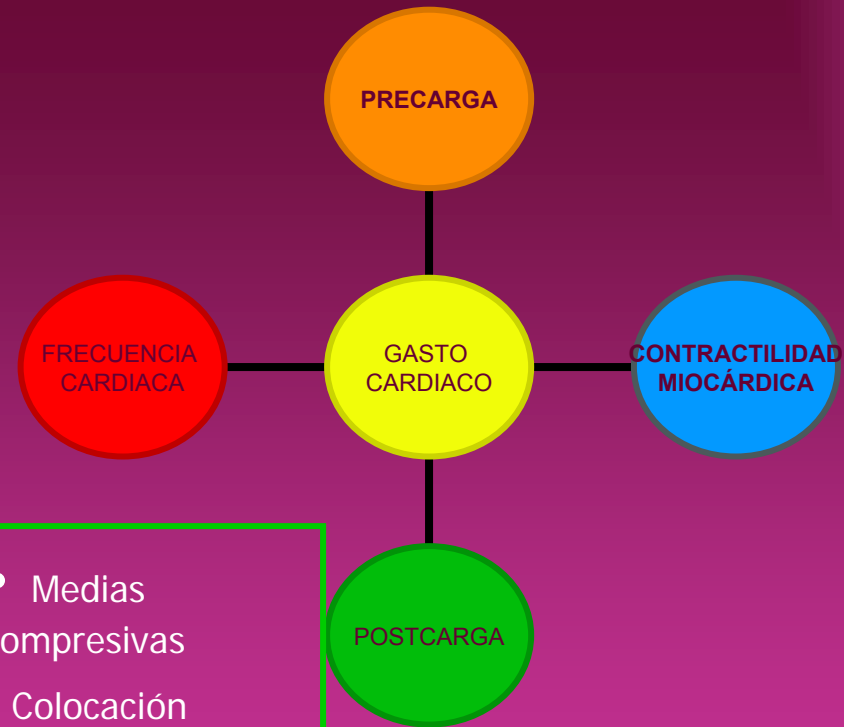 PRECARGA
FRECUENCIA
CARDIACA
GASTO
CARDIACO
CONTRACTILIDAD
MIOCÁRDICA
POSTCARGA
• Medias
ompresivas
Colocación